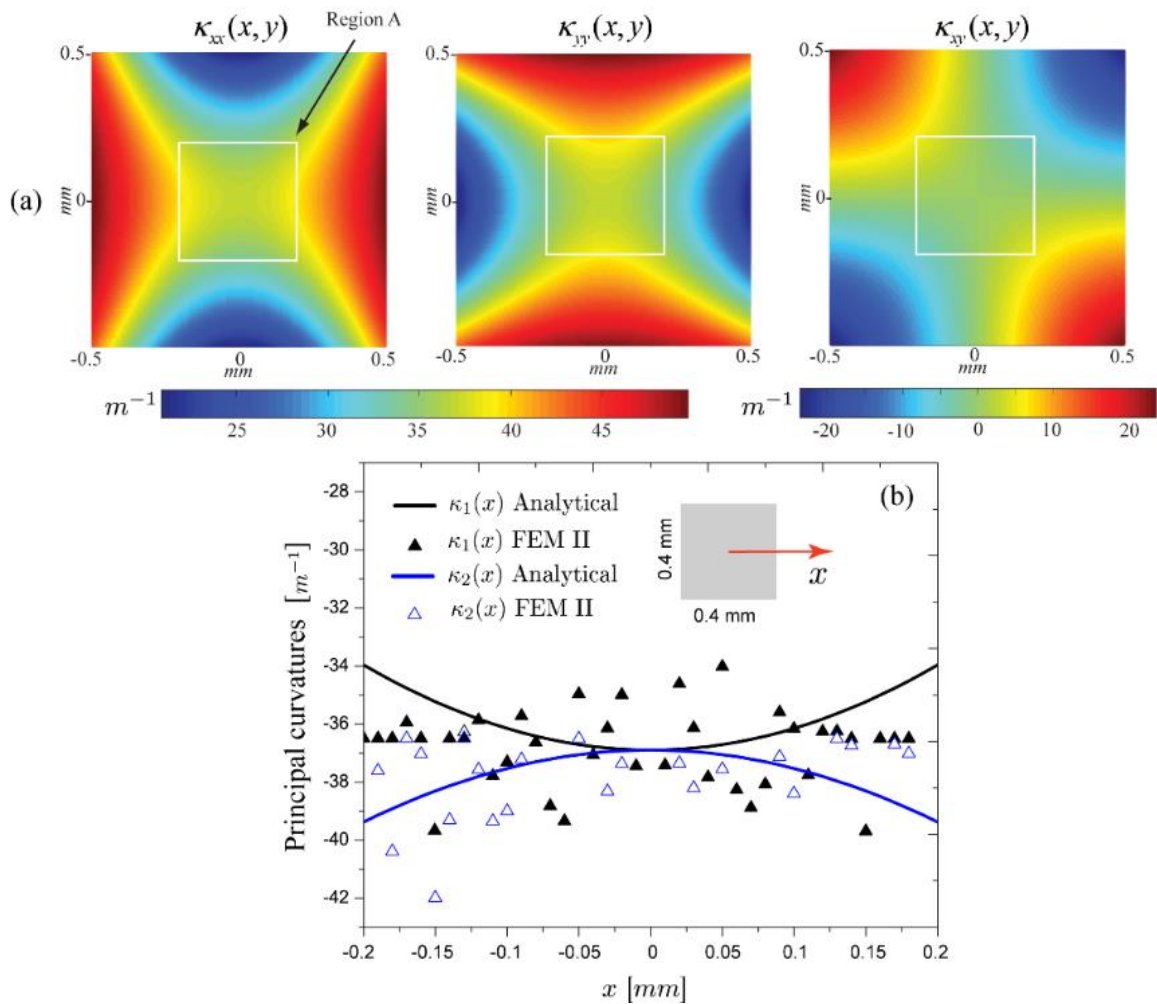 Region A
κxx(x, y) κyy(x, y) κxy(x, y)
(a)
0.5 0.5 0.5
mm mm mm
0 0 0
-0.5 0 0.5 -0.5 0 0.5 -0.5 0 0.5
mm mm mm
m⁻¹ m⁻¹
25 30 35 40 45 -20 -10 0 10 20
(b)
κ₁(x) Analytical
κ₁(x) FEM II
κ₂(x) Analytical
κ₂(x) FEM II
0.4 mm
x
0.4 mm
Principal curvatures [m⁻¹]
-28
-30
-32
-34
-36
-38
-40
-42
-0.2 -0.15 -0.1 -0.05 0 0.05 0.1 0.15 0.2
x [mm]